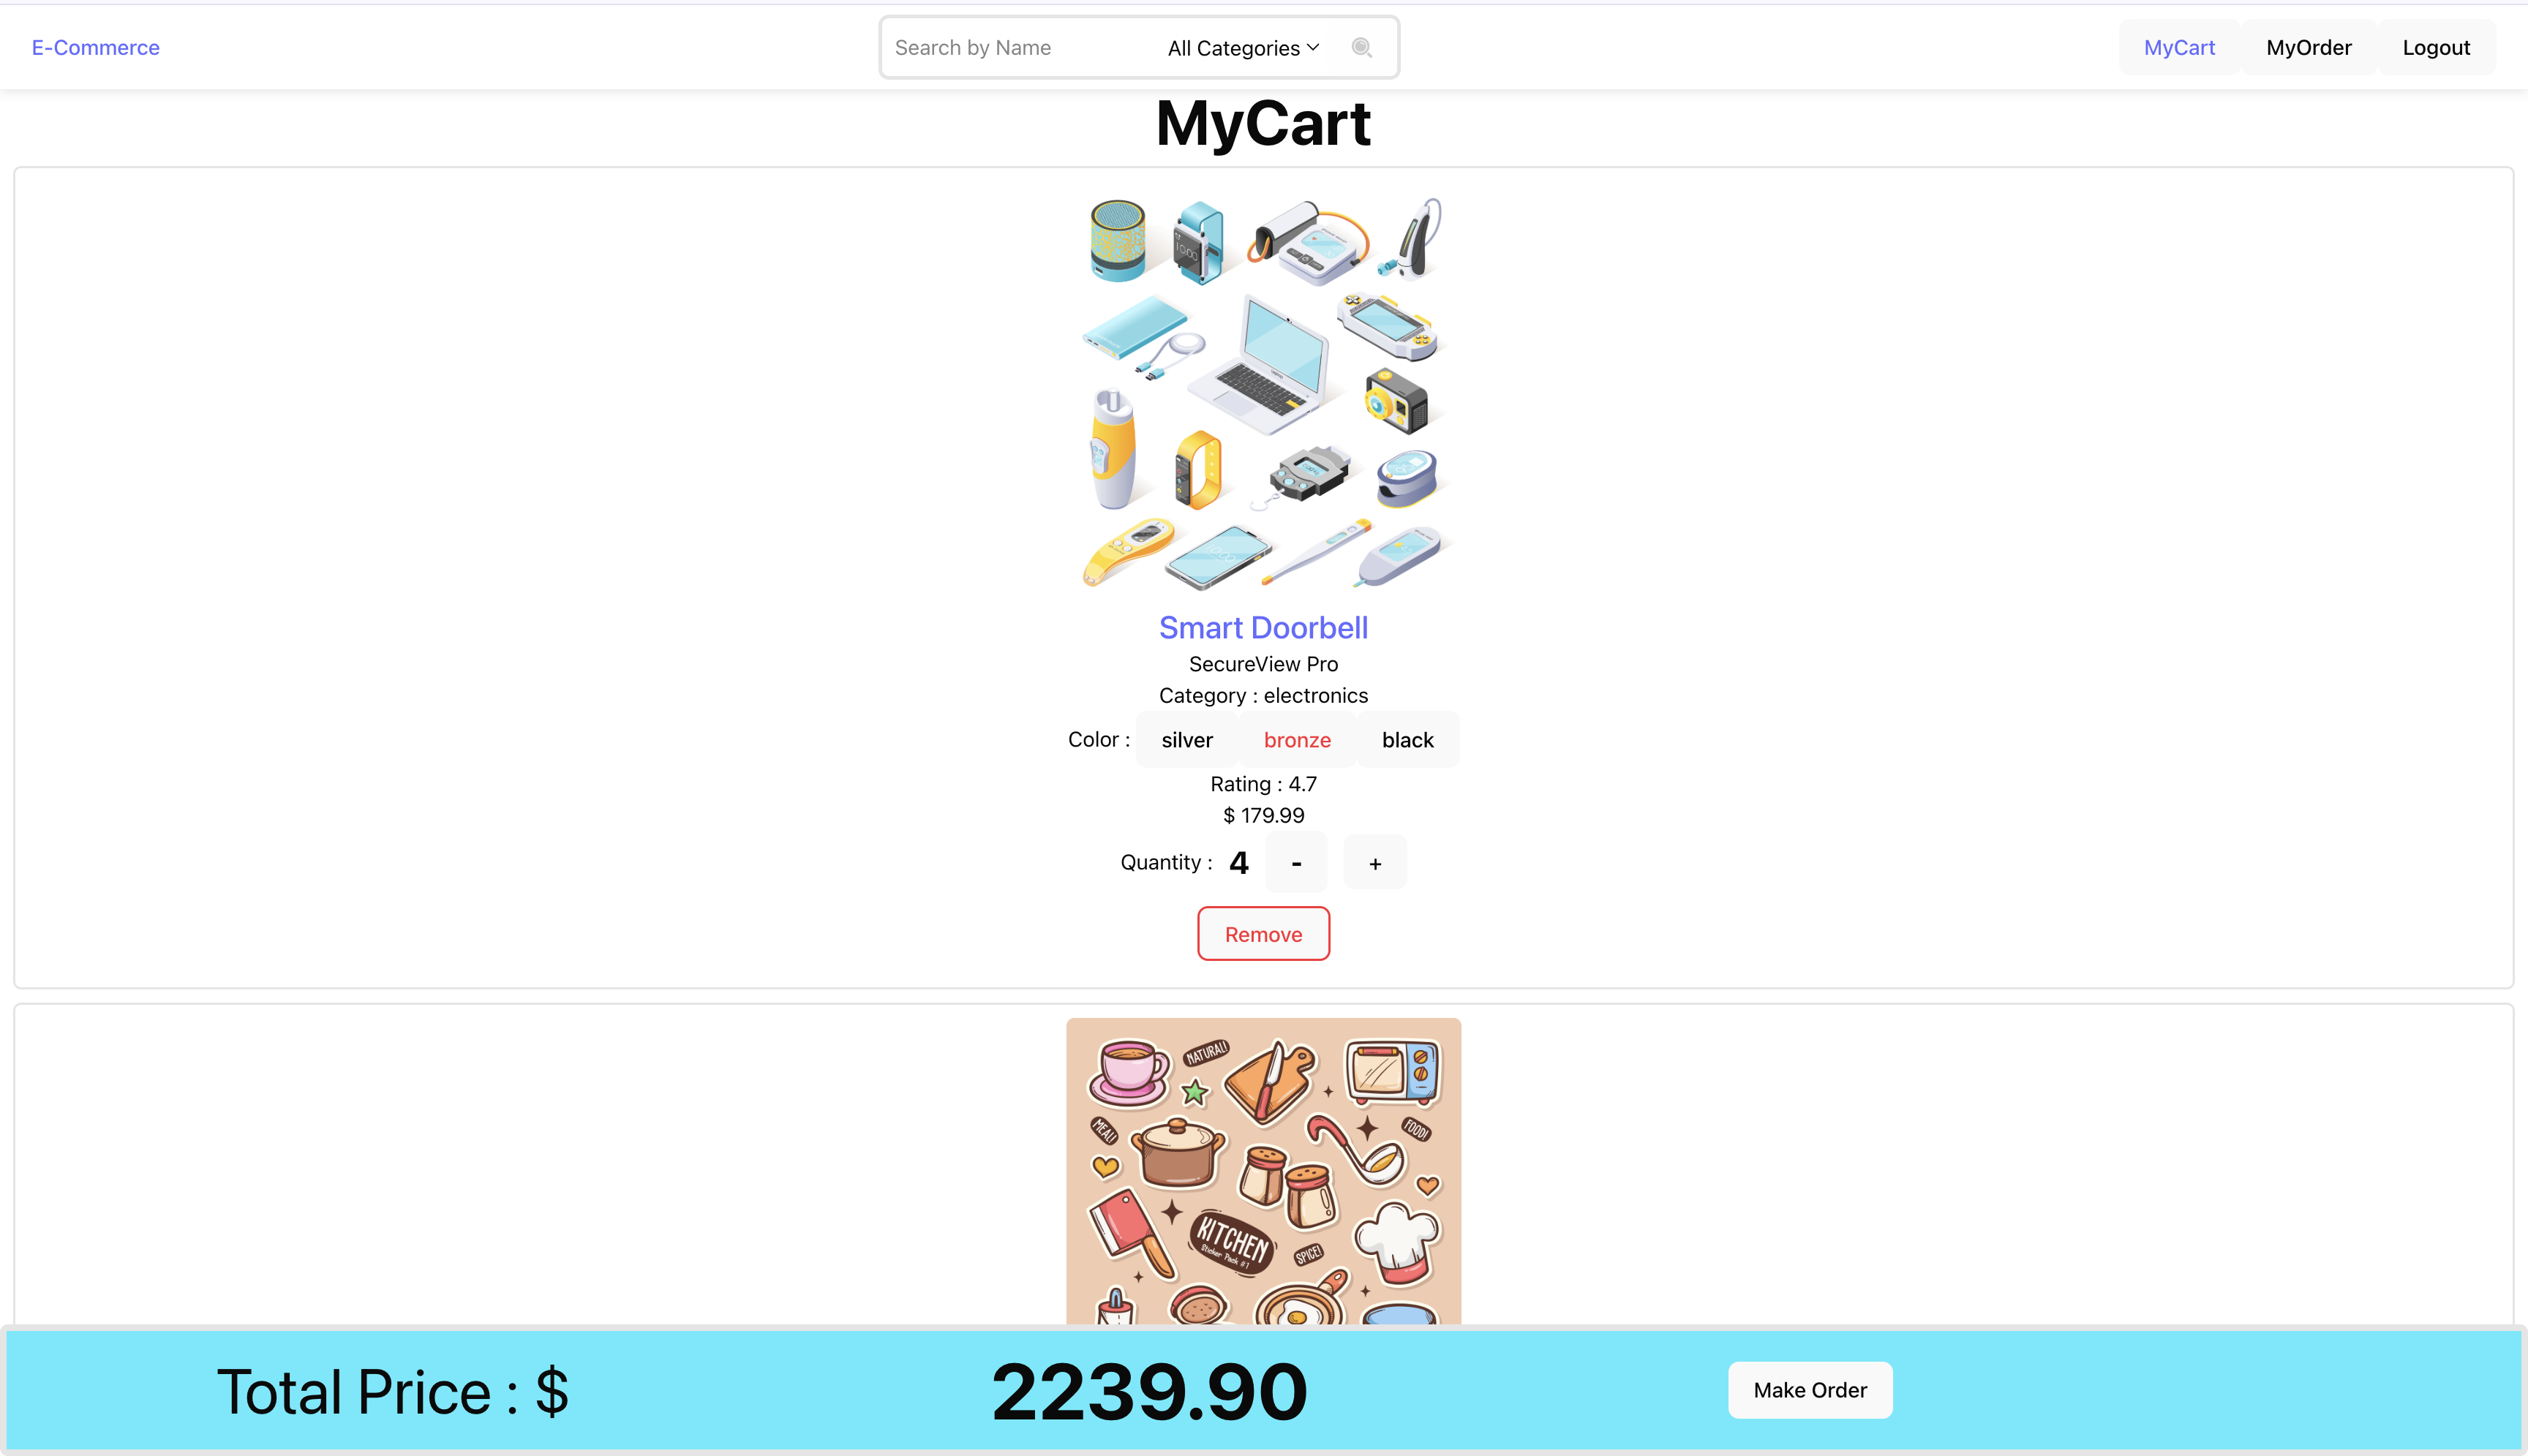 E-Commerce
Search by Name
All Categories
MyCart
MyOrder
Logout
MyCart
10:00
Smart Doorbell
SecureView Pro
Category : electronics
Color :
silver
bronze
black
Rating : 4.7
$ 179.99
Quantity :
4
-
+
Remove
NATURAL!
MEAL!
FOOD!
KITCHEN
Sticker Pack #1
SPICE!
Total Price : $
2239.90
Make Order